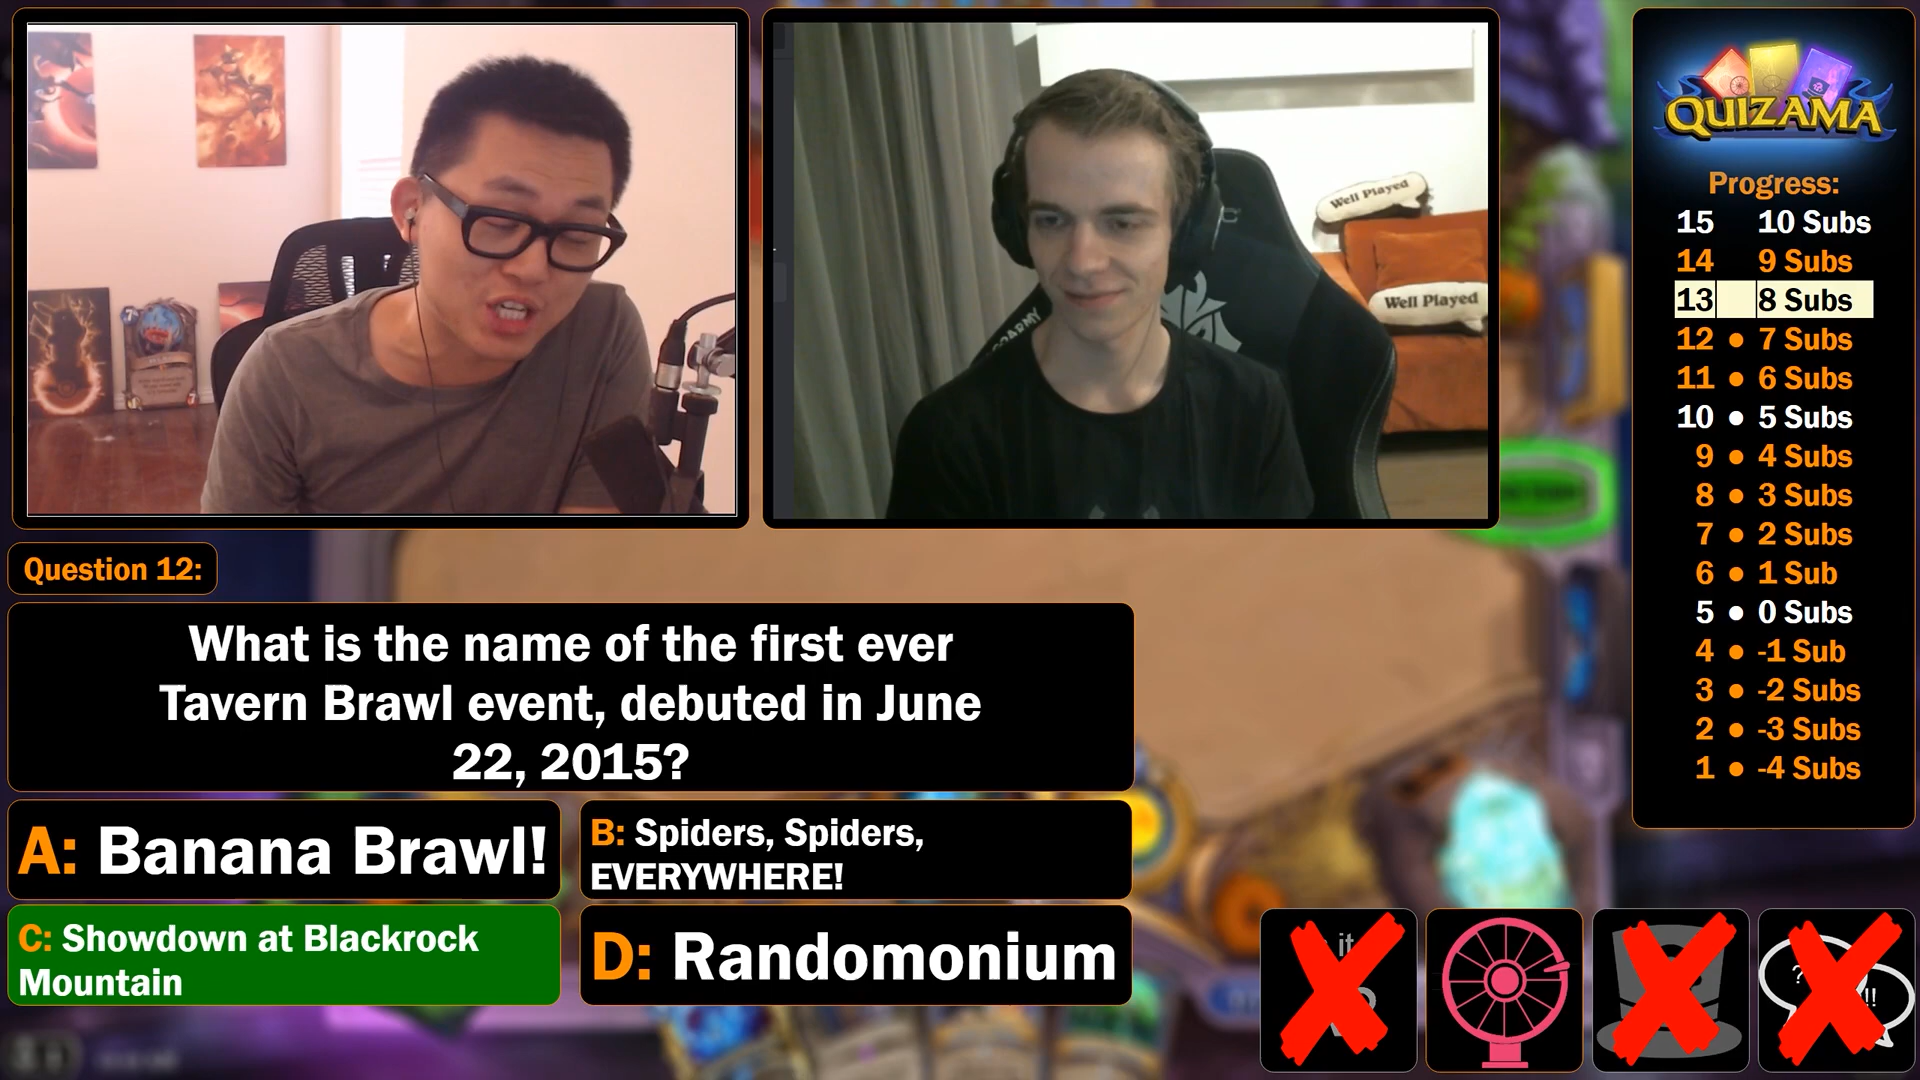 QUIZAMA
Progress:
15 10 Subs
14 9 Subs
13 8 Subs
12 • 7 Subs
11 • 6 Subs
10 • 5 Subs
9 • 4 Subs
8 • 3 Subs
7 • 2 Subs
6 • 1 Sub
5 • 0 Subs
4 • -1 Sub
3 • -2 Subs
2 • -3 Subs
1 • -4 Subs
Well Played
Well Played
Question 12:
What is the name of the first ever
Tavern Brawl event, debuted in June
22, 2015?
A: Banana Brawl!
B: Spiders, Spiders,
EVERYWHERE!
C: Showdown at Blackrock
Mountain
D: Randomonium